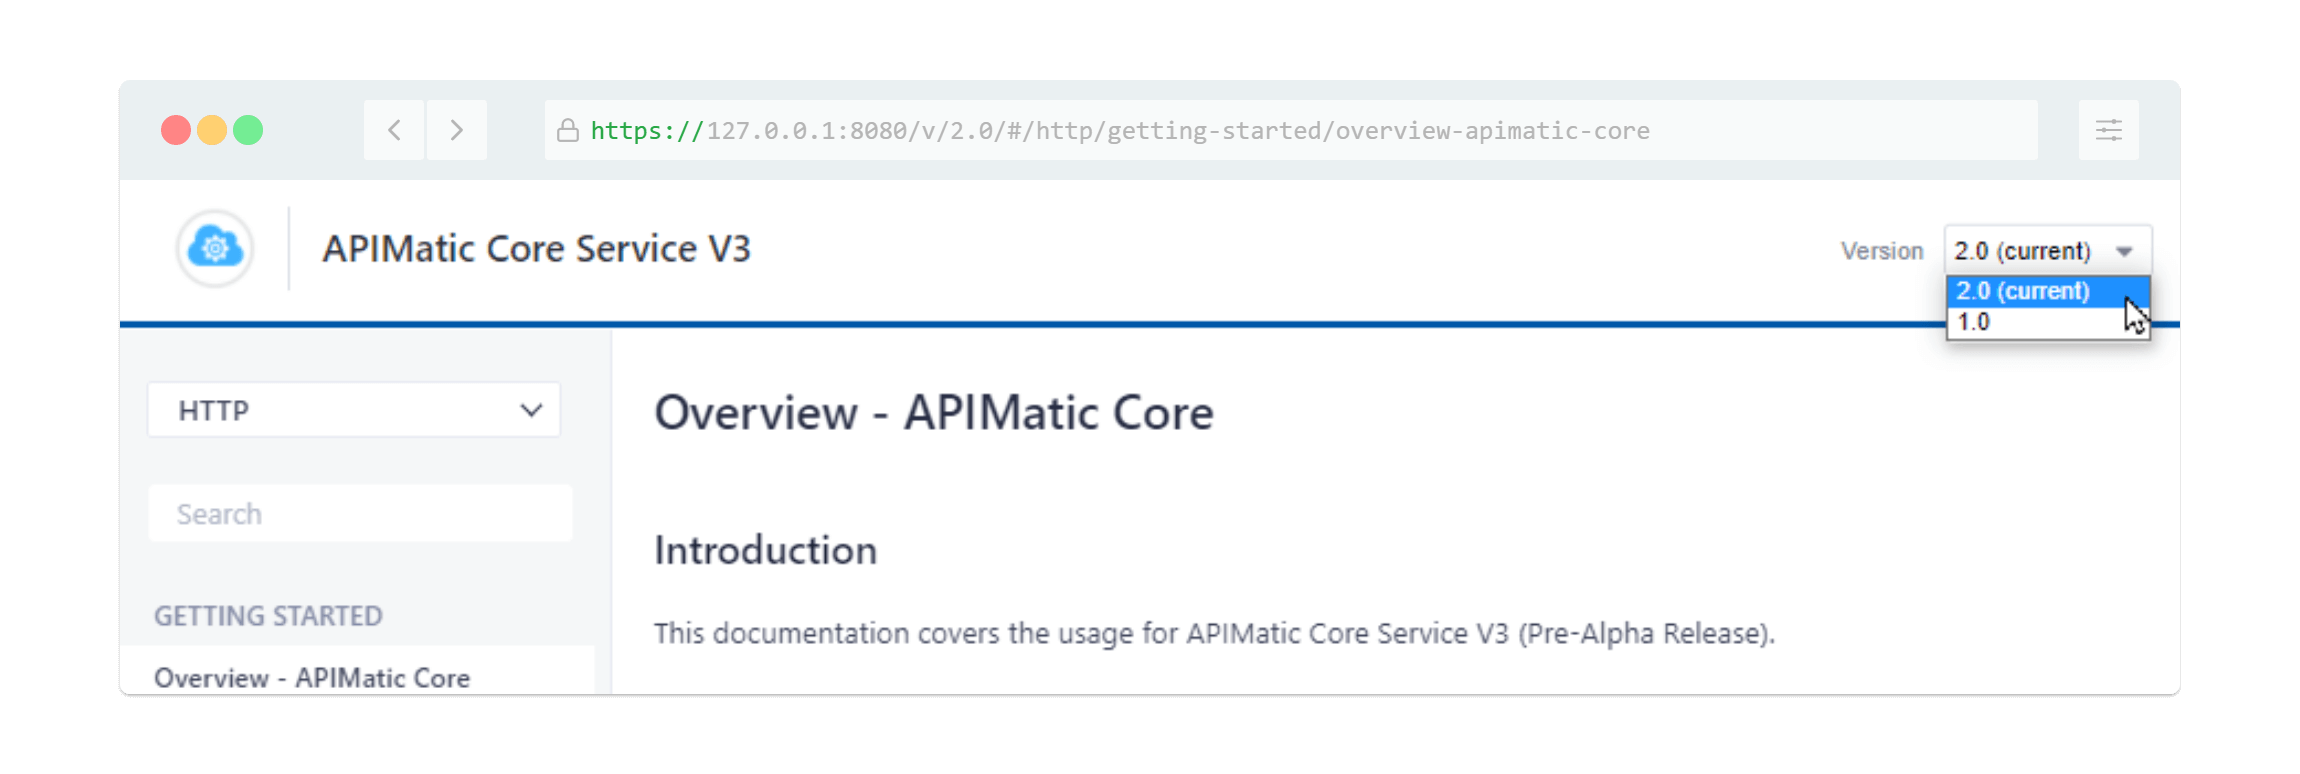 https://127.0.0.1:8080/v/2.0/#/http/getting-started/overview-apimatic-core
APIMatic Core Service V3
Version
2.0 (current)
2.0 (current)
1.0
HTTP
Search
GETTING STARTED
Overview - APIMatic Core
Overview - APIMatic Core
Introduction
This documentation covers the usage for APIMatic Core Service V3 (Pre-Alpha Release).